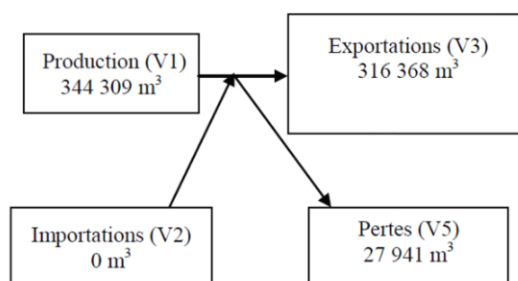 Production (V1)
344 309 m³
Exportations (V3)
316 368 m³
Importations (V2)
0 m³
Pertes (V5)
27 941 m³